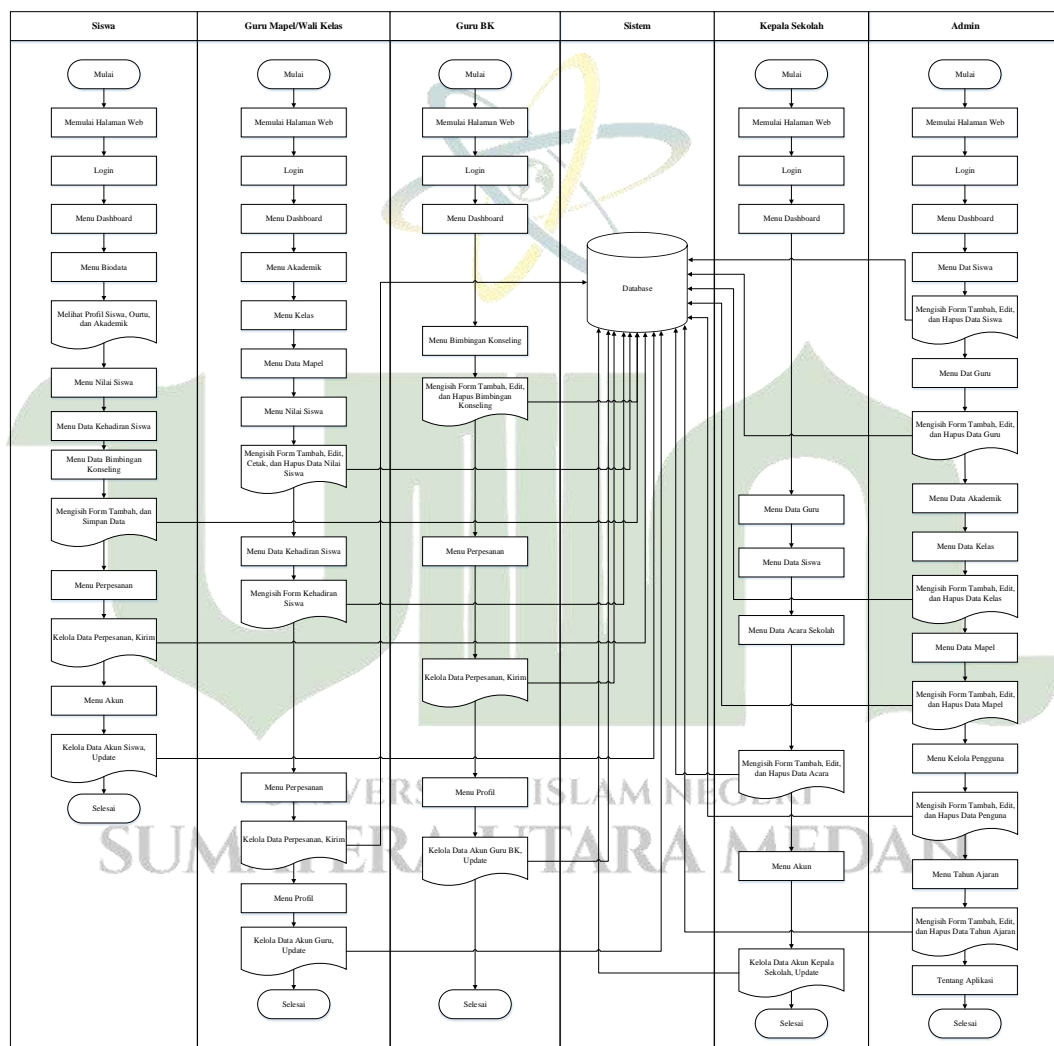 Siswa
Mulai
Memulai Halaman Web
Login
Menu Dashboard
Menu Biodata
Melihat Profil Siswa, Ourtu,
dan Akademik
Menu Nilai Siswa
Menu Data Kehadiran Siswa
Menu Data Bimbingan
Konseling
Mengisih Form Tambah, dan
Simpan Data
Menu Perpesanan
Kelola Data Perpesanan, Kirim
Menu Akun
Kelola Data Akun Siswa,
Update
Selesai
Guru Mapel/Wali Kelas
Mulai
Memulai Halaman Web
Login
Menu Dashboard
Menu Akademik
Menu Kelas
Menu Data Mapel
Menu Nilai Siswa
Mengisih Form Tambah, Edit,
Cetak, dan Hapus Data Nilai
Siswa
Menu Data Kehadiran Siswa
Mengisih Form Kehadiran
Siswa
Menu Perpesanan
Kelola Data Perpesanan, Kirim
Menu Profil
Kelola Data Akun Guru,
Update
Selesai
Guru BK
Mulai
Memulai Halaman Web
Login
Menu Dashboard
Menu Bimbingan Konseling
Mengisih Form Tambah, Edit,
dan Hapus Bimbingan
Konseling
Menu Perpesanan
Kelola Data Perpesanan, Kirim
Menu Profil
Kelola Data Akun Guru BK,
Update
Selesai
Sistem
Database
Kepala Sekolah
Mulai
Memulai Halaman Web
Login
Menu Dashboard
Menu Data Guru
Menu Data Siswa
Menu Data Acara Sekolah
Mengisih Form Tambah, Edit,
dan Hapus Data Acara
Menu Akun
Kelola Data Akun Kepala
Sekolah, Update
Selesai
Admin
Mulai
Memulai Halaman Web
Login
Menu Dashboard
Menu Dat Siswa
Mengisih Form Tambah, Edit,
dan Hapus Data Siswa
Menu Dat Guru
Mengisih Form Tambah, Edit,
dan Hapus Data Guru
Menu Data Akademik
Menu Data Kelas
Mengisih Form Tambah, Edit,
dan Hapus Data Kelas
Menu Data Mapel
Mengisih Form Tambah, Edit,
dan Hapus Data Mapel
Menu Kelola Pengguna
Mengisih Form Tambah, Edit,
dan Hapus Data Penguna
Menu Tahun Ajaran
Mengisih Form Tambah, Edit,
dan Hapus Data Tahun Ajaran
Tentang Aplikasi
Selesai
ISLAM NEGERI
UTARA MEDAN